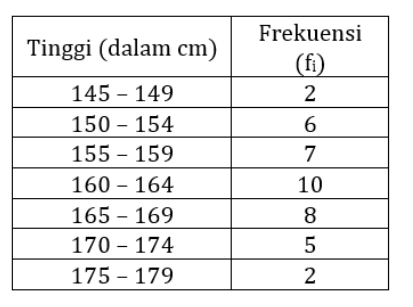 Tinggi (dalam cm) Frekuensi (fᵢ)
145 – 149 2
150 – 154 6
155 – 159 7
160 – 164 10
165 – 169 8
170 – 174 5
175 – 179 2